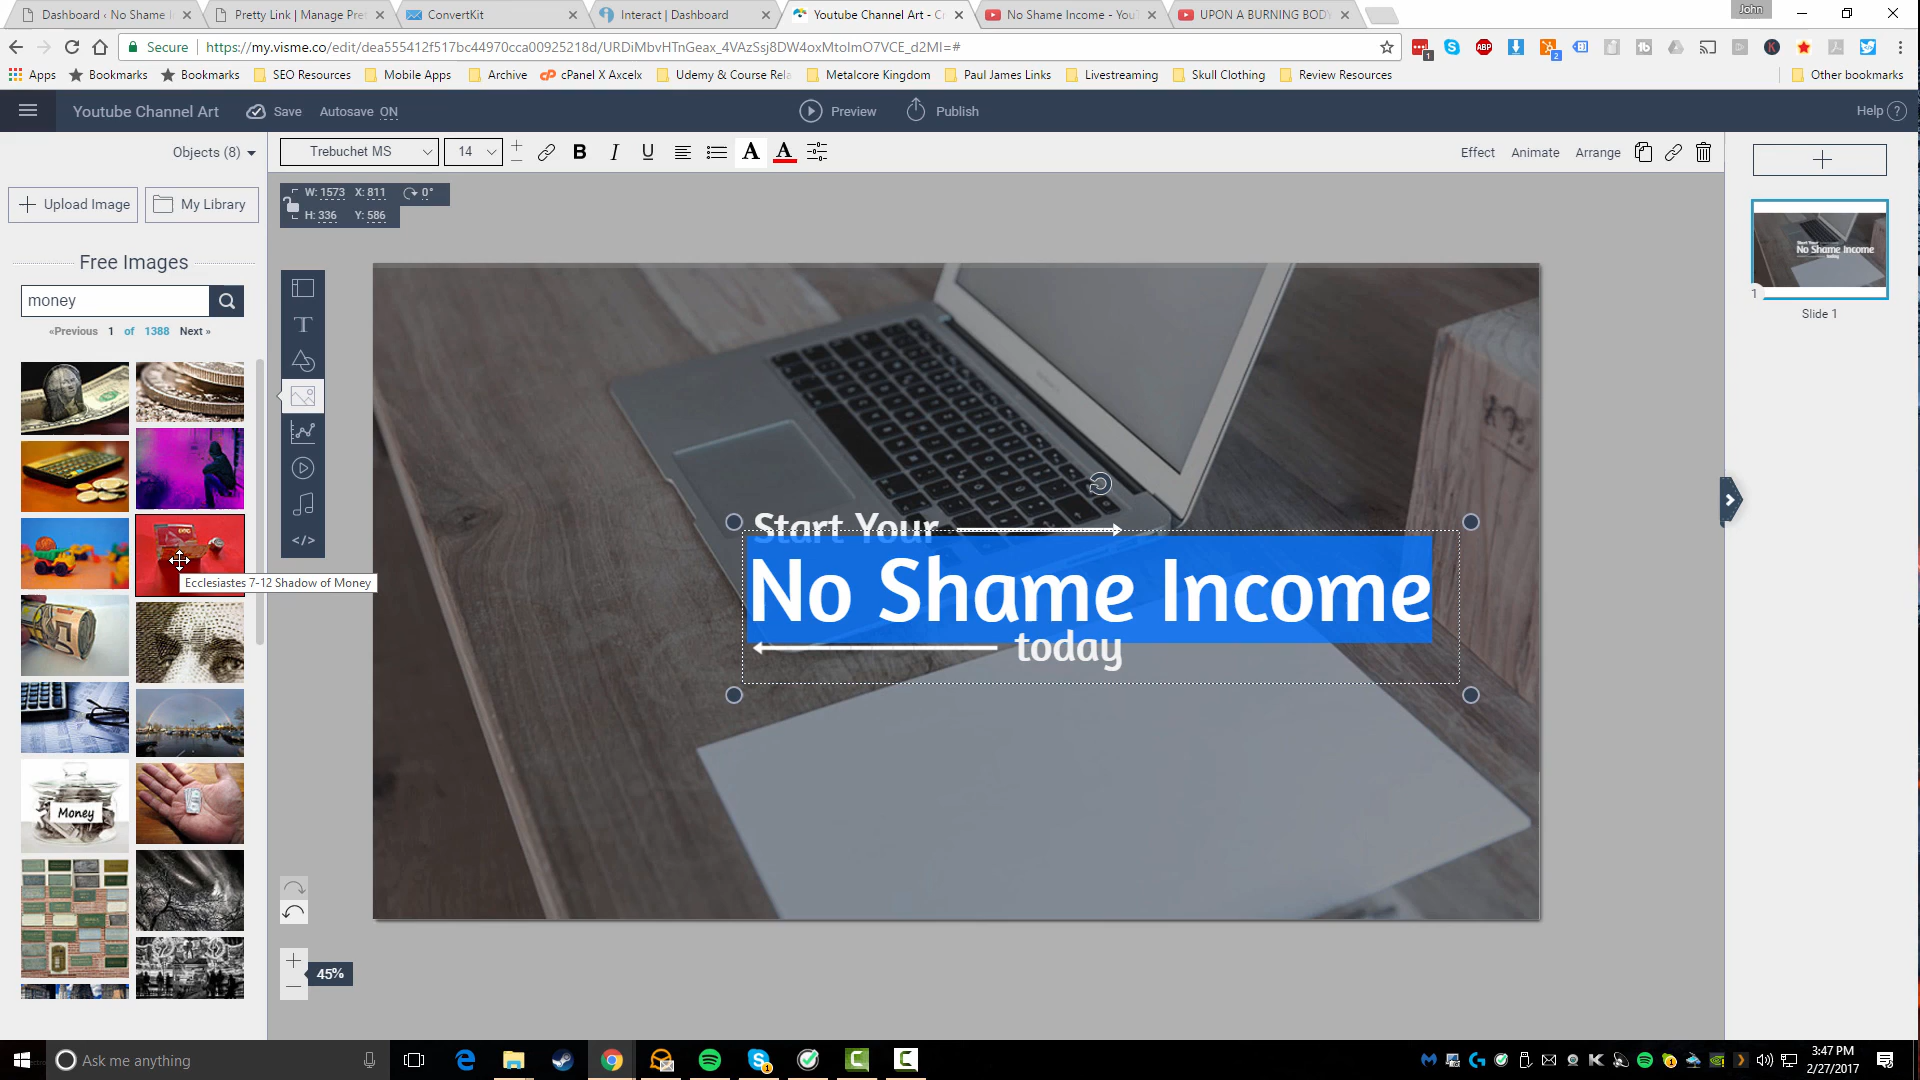 Dashboard ‹ No Shame I
Pretty Link | Manage Pre
ConvertKit
Interact | Dashboard
Youtube Channel Art - C
No Shame Income - You
UPON A BURNING BOD
John
Secure
https://my.visme.co/edit/dea555412f517bc44970cca00925218d/URDiMbvHTnGeax_4VAzSsj8DW4oxMtoImO7VCE_d2MI=#
Apps
Bookmarks
Bookmarks
SEO Resources
Mobile Apps
Archive
cPanel X Axcelx
Udemy & Course Rela
Metalcore Kingdom
Paul James Links
Livestreaming
Skull Clothing
Review Resources
Other bookmarks
Youtube Channel Art
Save
Autosave ON
Preview
Publish
Help
Objects (8)
Trebuchet MS
14
B I U
Effect
Animate
Arrange
Upload Image
My Library
W: 1573 X: 811 0°
H: 336 Y: 586
Free Images
money
«Previous 1 of 1388 Next »
Start Your
No Shame Income
today
Ecclesiastes 7-12 Shadow of Money
Money
45%
No Shame Income
today
1
Slide 1
Ask me anything
3:47 PM
2/27/2017